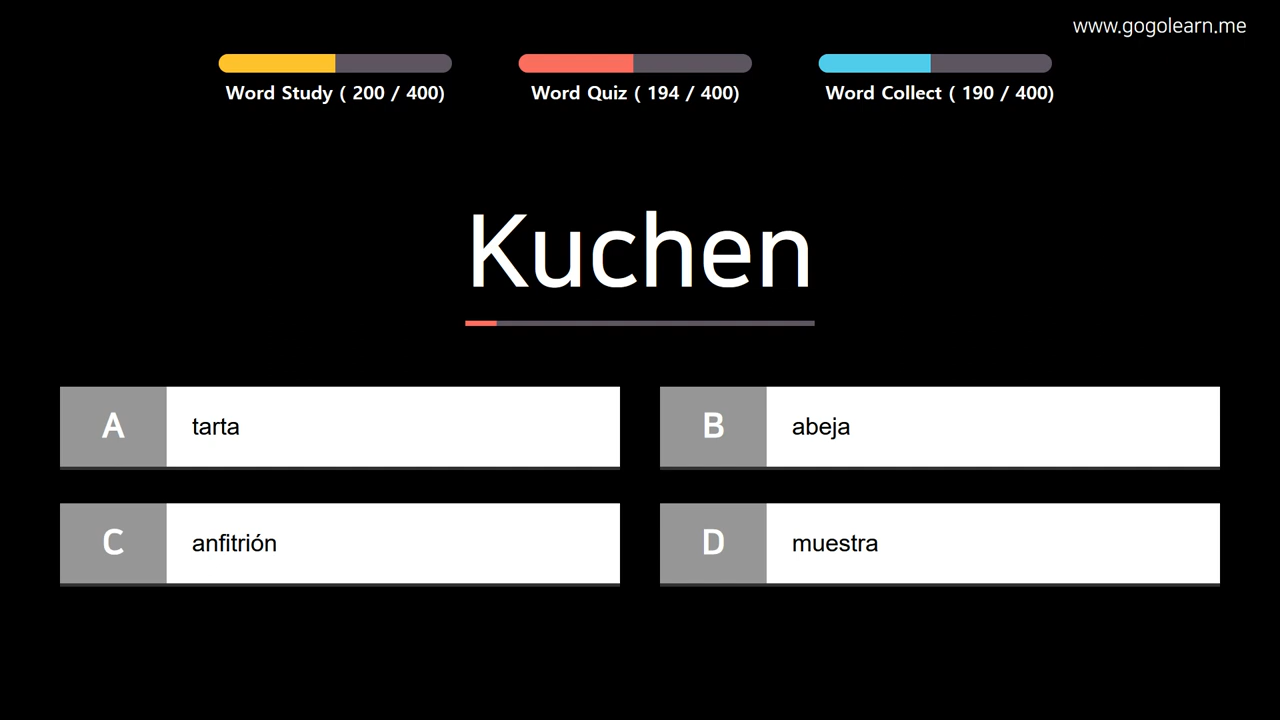 www.gogolearn.me
Word Study ( 200 / 400)
Word Quiz ( 194 / 400)
Word Collect ( 190 / 400)
Kuchen
A tarta
B abeja
C anfitrión
D muestra